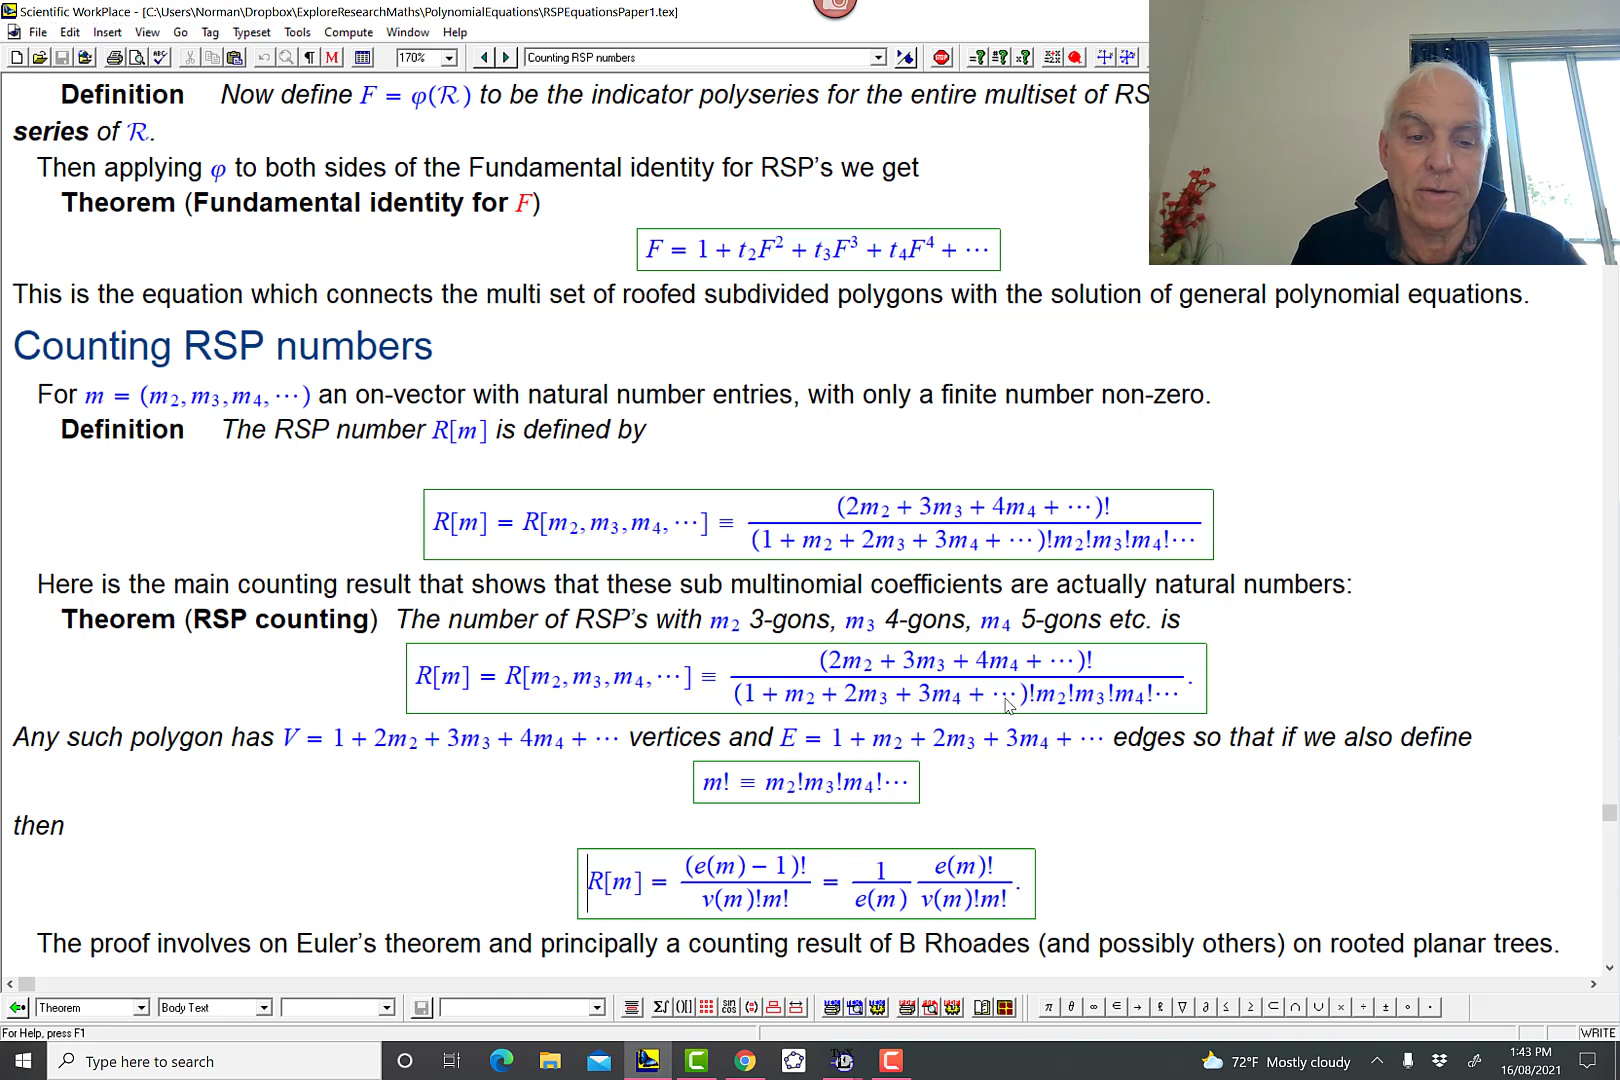 Scientific WorkPlace - [C:\Users\Norman\Dropbox\ExploreResearchMaths\PolynomialEquations\RSPEquationsPaper1.tex]
File Edit Insert View Go Tag Typeset Tools Compute Window Help
170% Counting RSP numbers
Definition Now define F = φ(ℛ) to be the indicator polyseries for the entire multiset of RS
series of ℛ.
Then applying φ to both sides of the Fundamental identity for RSP's we get
Theorem (Fundamental identity for F)
F = 1 + t₂F² + t₃F³ + t₄F⁴ + ⋯
This is the equation which connects the multi set of roofed subdivided polygons with the solution of general polynomial equations.
Counting RSP numbers
For m = (m₂, m₃, m₄, ⋯) an on-vector with natural number entries, with only a finite number non-zero.
Definition The RSP number R[m] is defined by
R[m] = R[m₂, m₃, m₄, ⋯] ≡ (2m₂ + 3m₃ + 4m₄ + ⋯)! / (1 + m₂ + 2m₃ + 3m₄ + ⋯)!m₂!m₃!m₄!⋯
Here is the main counting result that shows that these sub multinomial coefficients are actually natural numbers:
Theorem (RSP counting) The number of RSP's with m₂ 3-gons, m₃ 4-gons, m₄ 5-gons etc. is
R[m] = R[m₂, m₃, m₄, ⋯] ≡ (2m₂ + 3m₃ + 4m₄ + ⋯)! / (1 + m₂ + 2m₃ + 3m₄ + ⋯)!m₂!m₃!m₄!⋯ .
Any such polygon has V = 1 + 2m₂ + 3m₃ + 4m₄ + ⋯ vertices and E = 1 + m₂ + 2m₃ + 3m₄ + ⋯ edges so that if we also define
m! ≡ m₂!m₃!m₄!⋯
then
R[m] = (e(m) − 1)! / v(m)!m! = 1 / e(m) e(m)! / v(m)!m! .
The proof involves on Euler's theorem and principally a counting result of B Rhoades (and possibly others) on rooted planar trees.
Theorem Body Text
For Help, press F1 WRITE
Type here to search 72°F Mostly cloudy 1:43 PM
16/08/2021